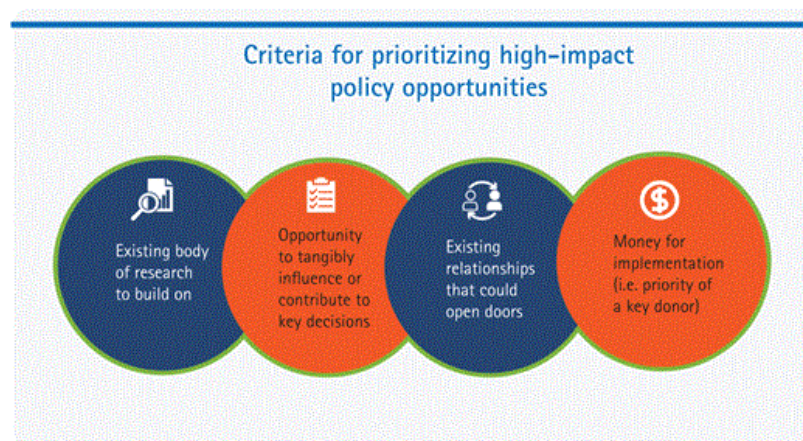 Criteria for prioritizing high-impact
policy opportunities
Existing body
of research
to build on
Opportunity
to tangibly
influence or
contribute to
key decisions
Existing
relationships
that could
open doors
Money for
implementation
(i.e. priority of
a key donor)